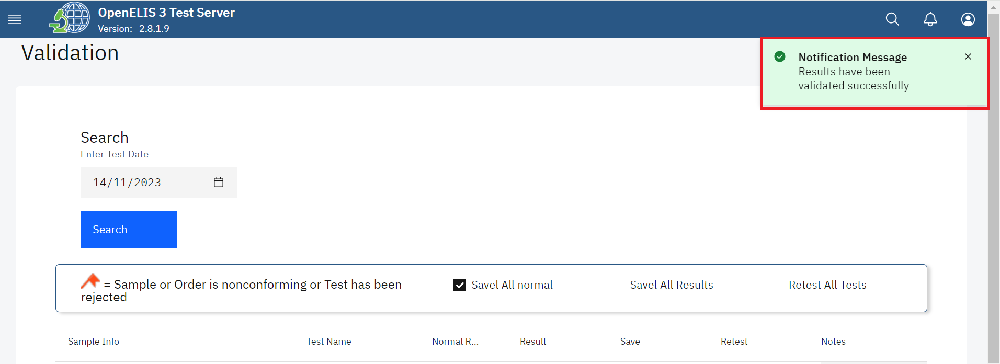 OpenELIS 3 Test Server
Version: 2.8.1.9
Validation
Notification Message
Results have been
validated successfully
Search
Enter Test Date
14/11/2023
Search
= Sample or Order is nonconforming or Test has been
rejected
Savel All normal
Savel All Results
Retest All Tests
Sample Info
Test Name
Normal R...
Result
Save
Retest
Notes